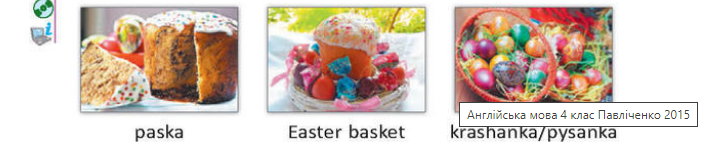 Англійська мова 4 клас Павліченко 2015
paska
Easter basket
krashanka/pysanka